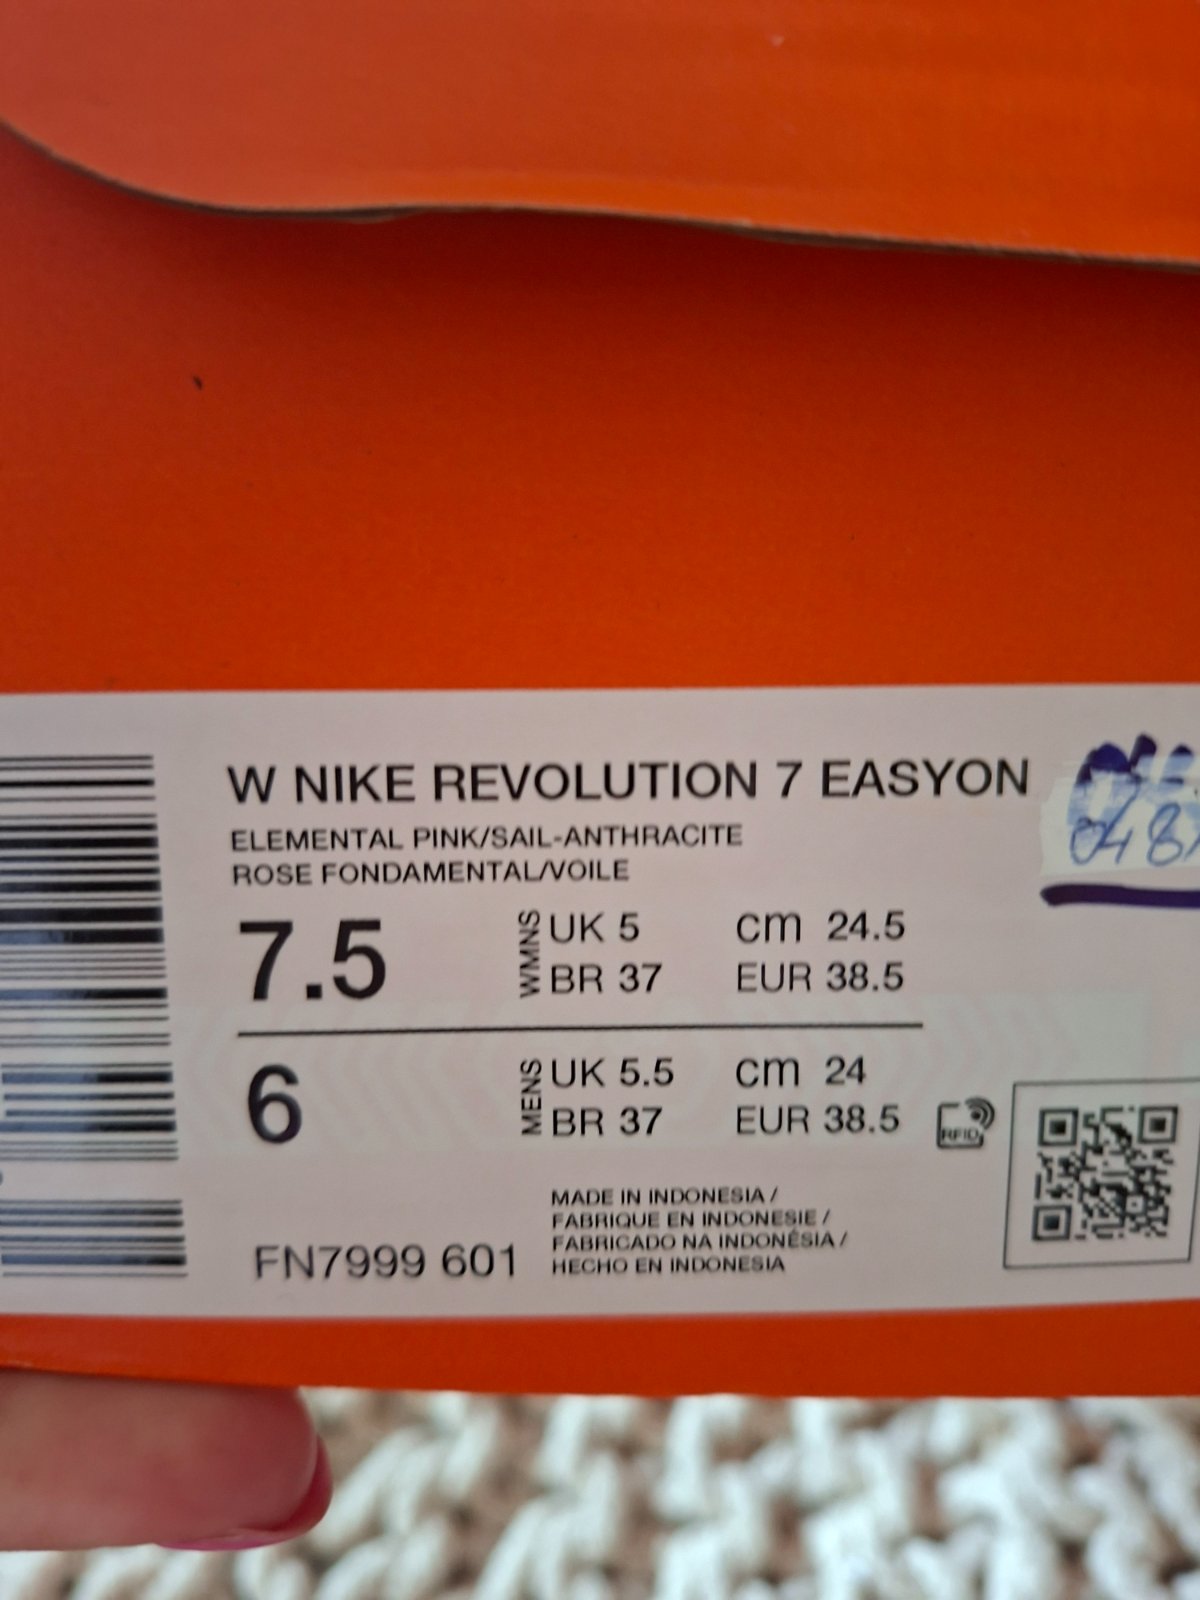 W NIKE REVOLUTION 7 EASYON
ELEMENTAL PINK/SAIL-ANTHRACITE
ROSE FONDAMENTAL/VOILE
7.5 WMNS UK 5 cm 24.5
BR 37 EUR 38.5
6 MENS UK 5.5 cm 24
BR 37 EUR 38.5
RFID
MADE IN INDONESIA /
FABRIQUE EN INDONESIE /
FABRICADO NA INDONÉSIA /
HECHO EN INDONESIA
FN7999 601